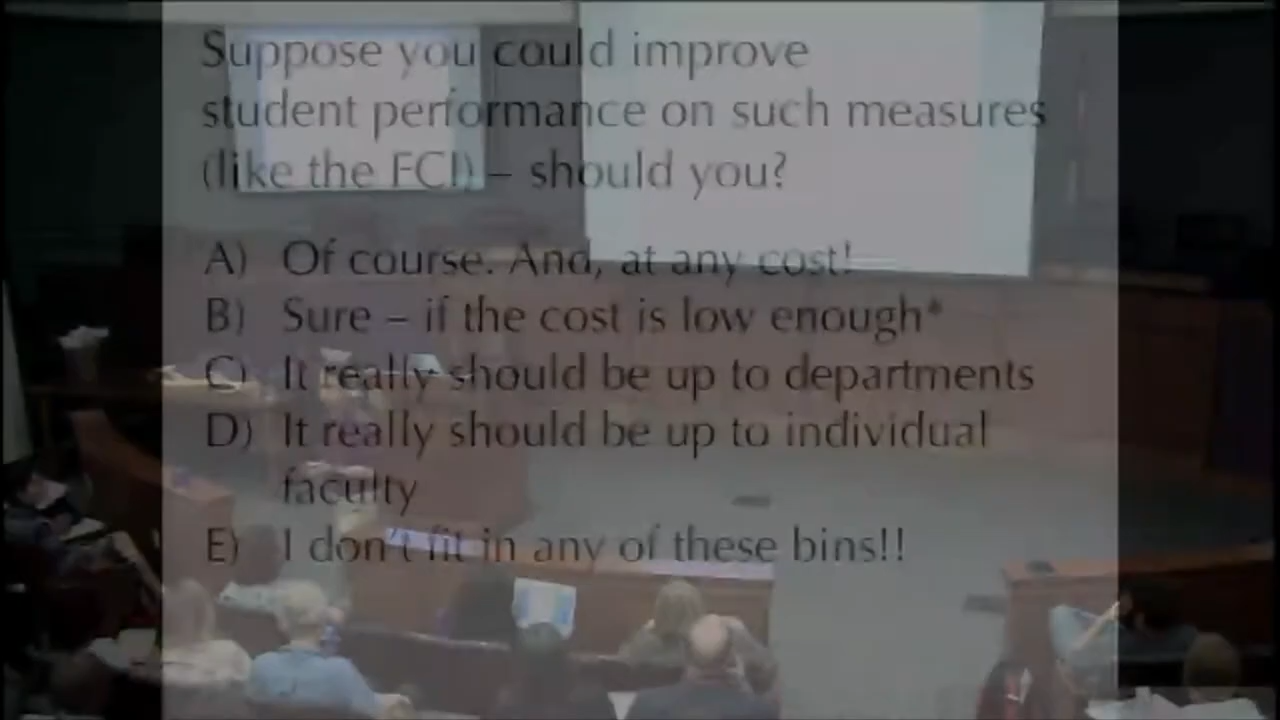 Suppose you could improve
student performance on such measures
(like the FCI) – should you?
A) Of course. And, at any cost!
B) Sure – if the cost is low enough*
C) It really should be up to departments
D) It really should be up to individual
faculty
E) I don't fit in any of these bins!!